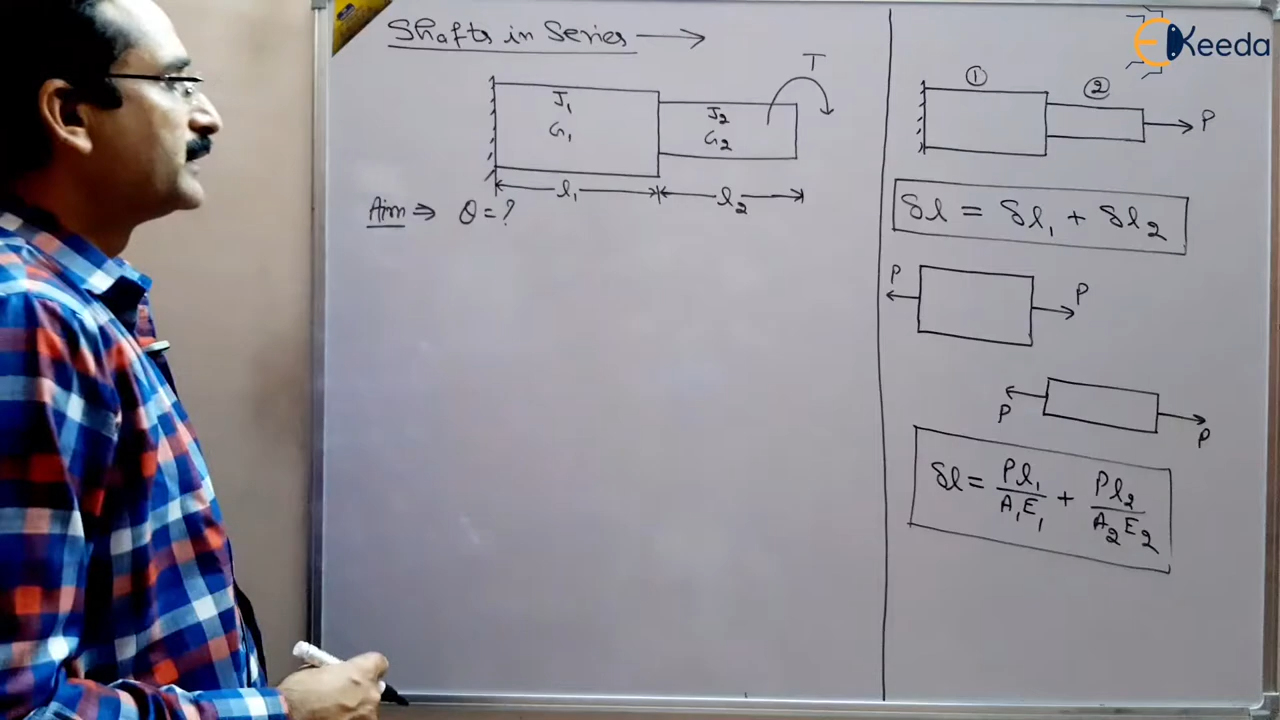 Shafts in Series
T
J₁
G₁
J₂
G₂
l₁
l₂
Aim ⇒ θ = ?
EKeeda
①
②
P
δl = δl₁ + δl₂
P
P
P
P
δl = Pl₁/A₁E₁ + Pl₂/A₂E₂